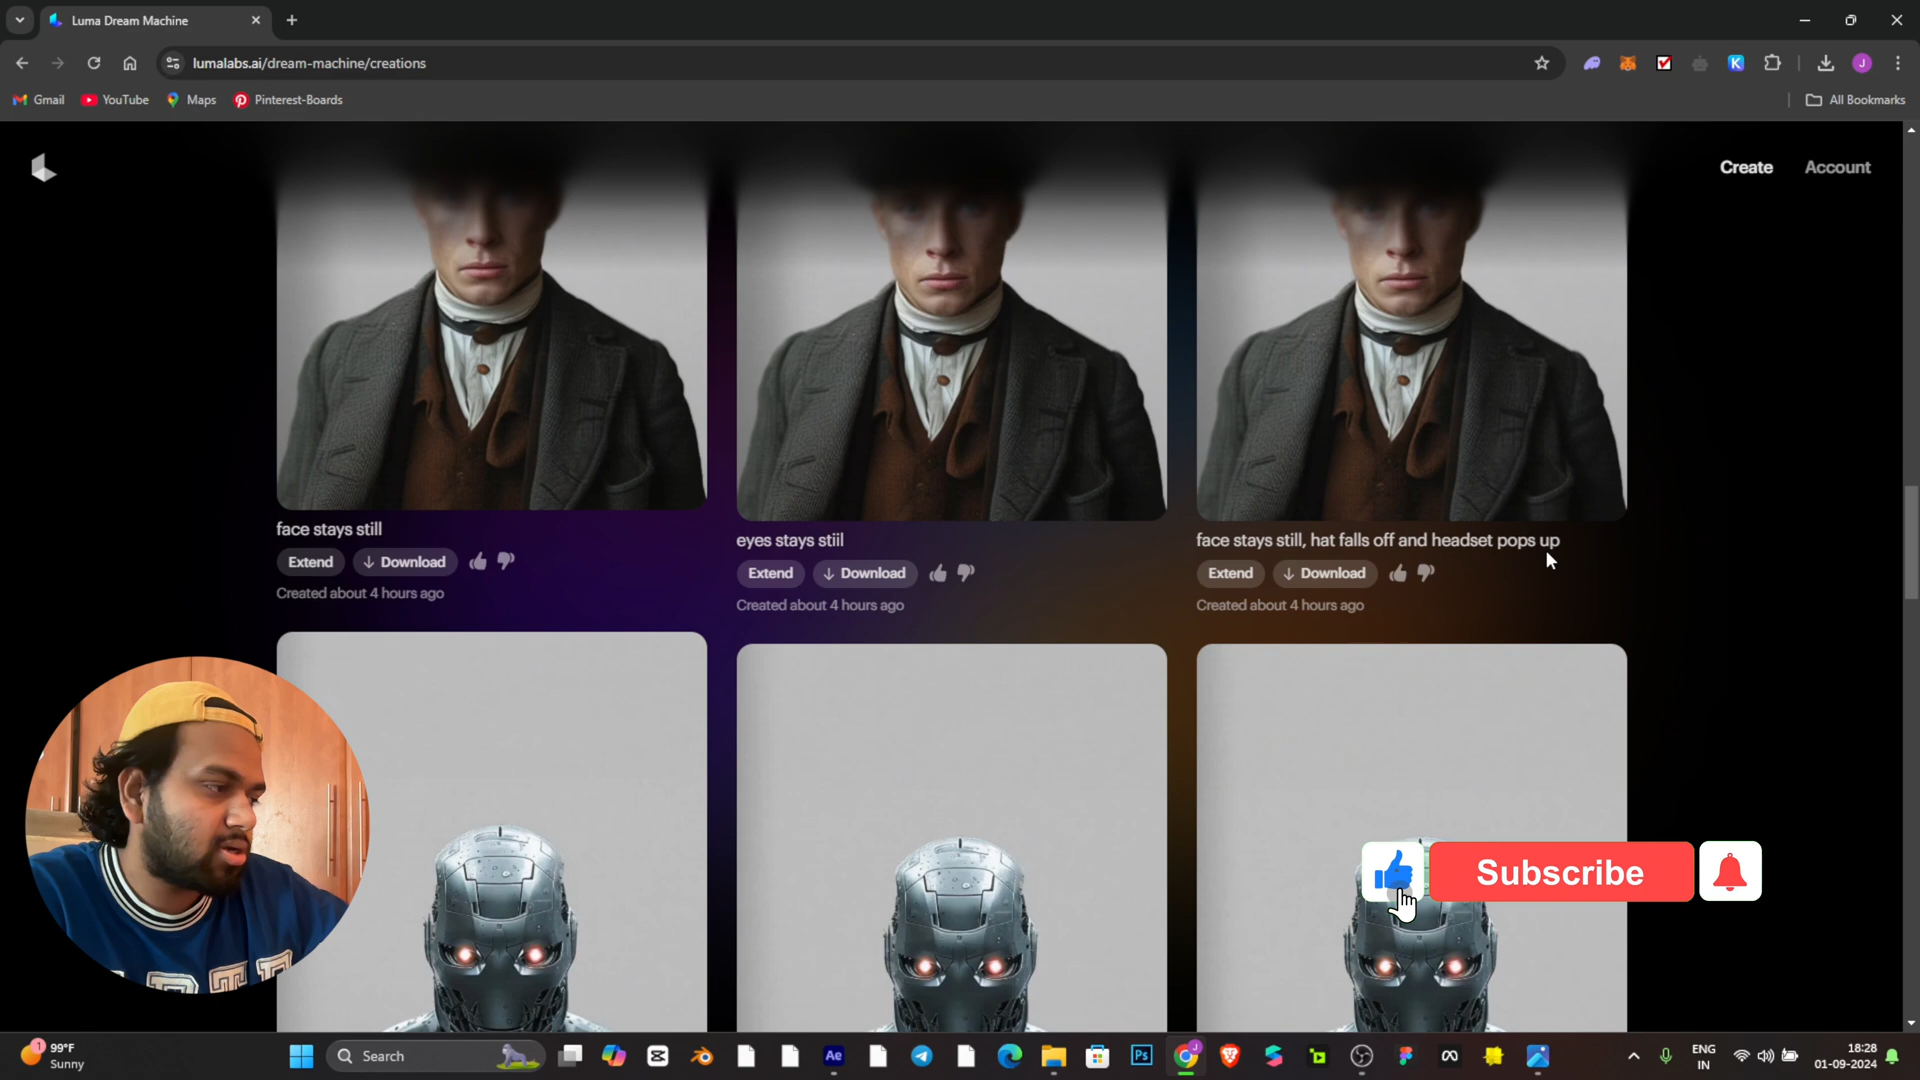 Luma Dream Machine
lumalabs.ai/dream-machine/creations
K
J
Gmail
YouTube
Maps
Pinterest-Boards
All Bookmarks
Create
Account
face stays still
Extend
Download
Created about 4 hours ago
eyes stays stiil
Extend
Download
Created about 4 hours ago
face stays still, hat falls off and headset pops up
Extend
Download
Created about 4 hours ago
Subscribe
1
99°F
Sunny
Search
Ae
Ps
J
ENG
IN
18:28
01-09-2024